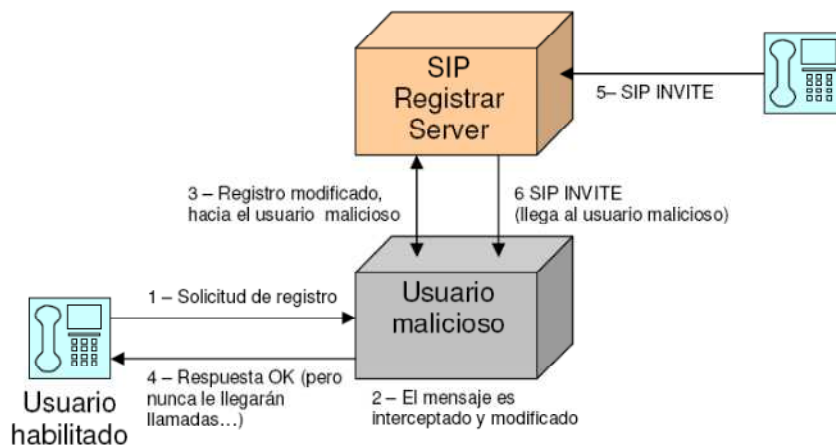 SIP
Registrar
Server
5– SIP INVITE
3 – Registro modificado,
hacia el usuario malicioso
6 SIP INVITE
(llega al usuario malicioso)
1 – Solicitud de registro
Usuario
malicioso
4 – Respuesta OK (pero
nunca le llegarán
llamadas…)
2 – El mensaje es
interceptado y modificado
Usuario
habilitado